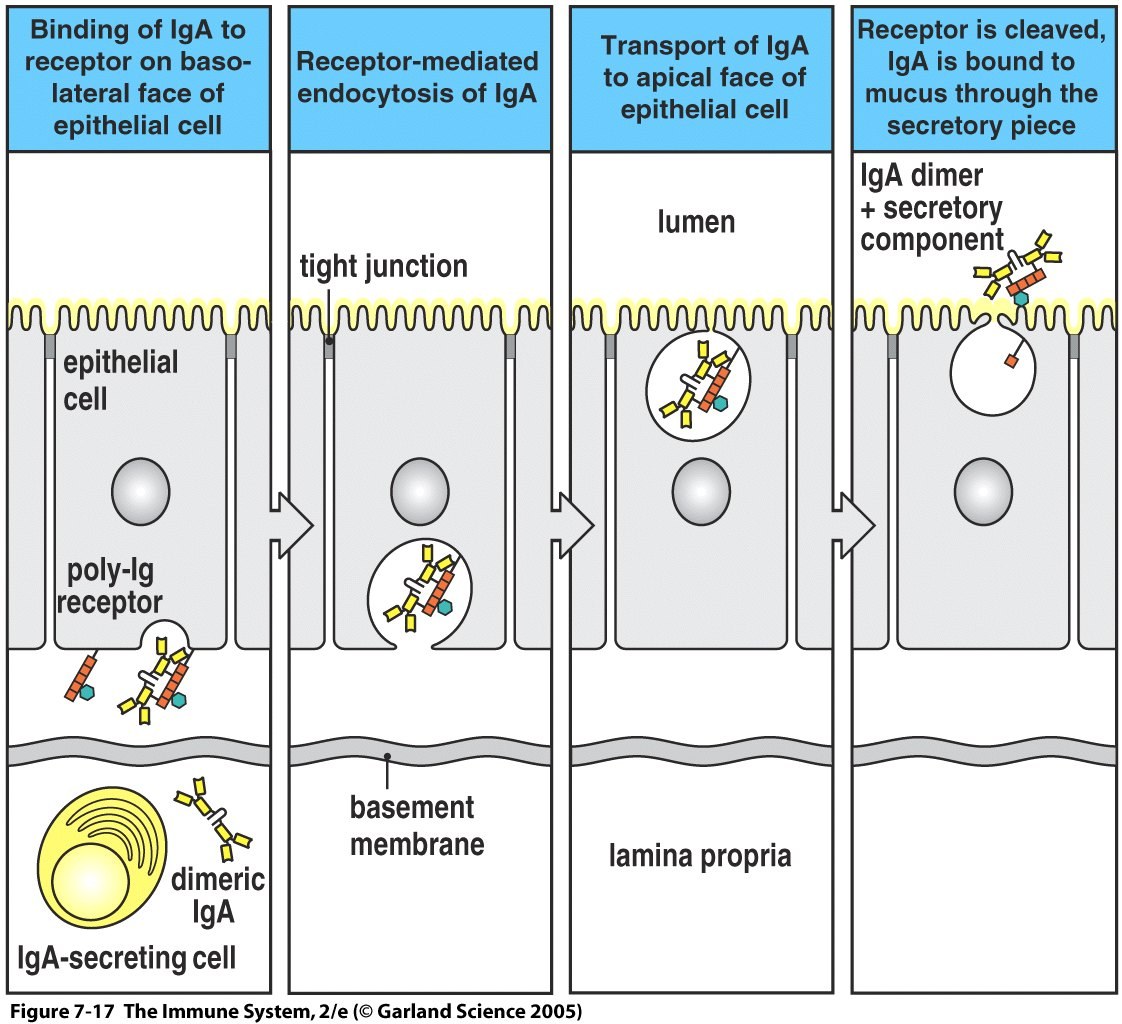 Binding of IgA to
receptor on baso-
lateral face of
epithelial cell
Receptor-mediated
endocytosis of IgA
Transport of IgA
to apical face of
epithelial cell
Receptor is cleaved,
IgA is bound to
mucus through the
secretory piece
epithelial
cell
poly-Ig
receptor
dimeric
IgA
IgA-secreting cell
tight junction
basement
membrane
lumen
lamina propria
IgA dimer
+ secretory
component
Figure 7-17 The Immune System, 2/e (© Garland Science 2005)